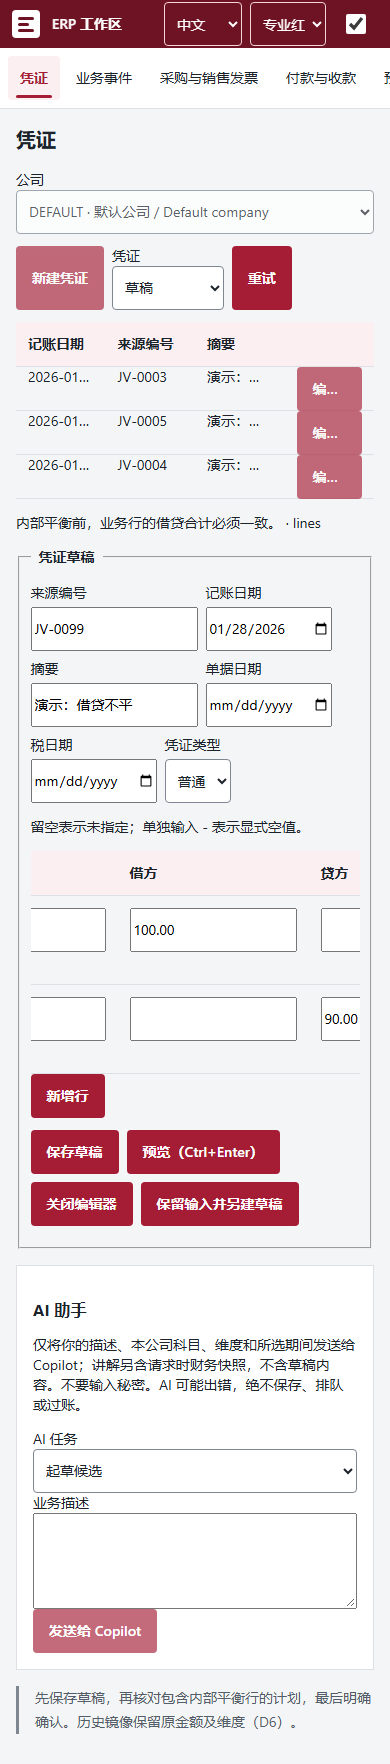 ERP 工作区
中文
专业红
凭证
业务事件
采购与销售发票
付款与收款
凭证
公司
DEFAULT · 默认公司 / Default company
新建凭证
凭证
草稿
重试
记账日期 来源编号 摘要
2026-01... JV-0003 演示：... 编...
2026-01... JV-0005 演示：... 编...
2026-01... JV-0004 演示：... 编...
内部平衡前，业务行的借贷合计必须一致。 · lines
凭证草稿
来源编号 记账日期
JV-0099 01/28/2026
摘要 单据日期
演示：借贷不平 mm/dd/yyyy
税日期 凭证类型
mm/dd/yyyy 普通
留空表示未指定；单独输入 - 表示显式空值。
借方 贷方
100.00
90.00
新增行
保存草稿 预览（Ctrl+Enter）
关闭编辑器 保留输入并另建草稿
AI 助手
仅将你的描述、本公司科目、维度和所选期间发送给
Copilot；讲解另含请求时财务快照，不含草稿内
容。不要输入秘密。AI 可能出错，绝不保存、排队
或过账。
AI 任务
起草候选
业务描述
发送给 Copilot
先保存草稿，再核对包含内部平衡行的计划，最后明确
确认。历史镜像保留原金额及维度（D6）。